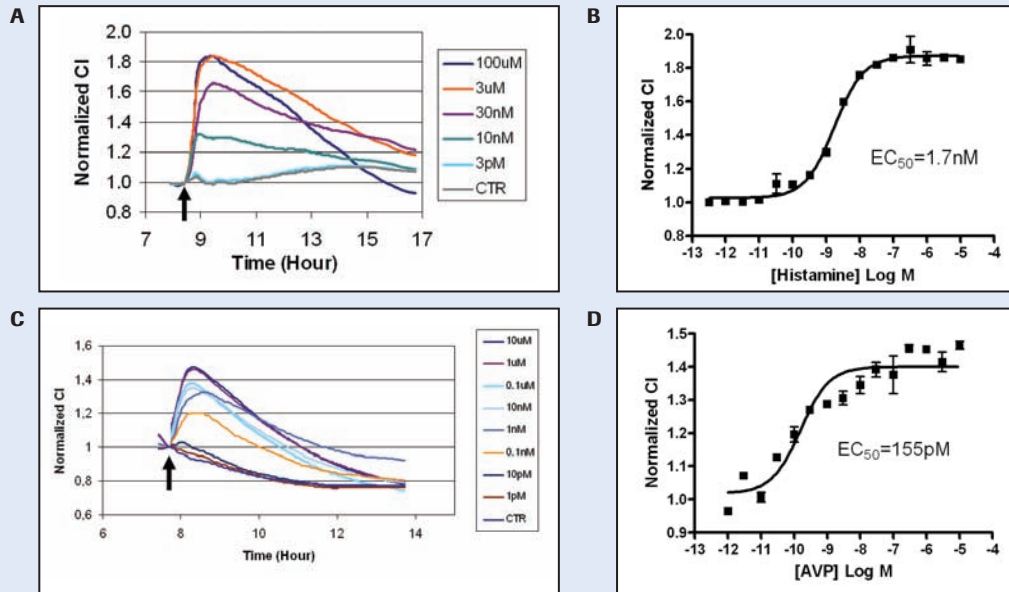 A
Normalized CI
2.0
1.8
1.6
1.4
1.2
1.0
0.8
7 9 11 13 15 17
Time (Hour)
100uM
3uM
30nM
10nM
3pM
CTR
B
Normalized CI
2.0
1.8
1.6
1.4
1.2
1.0
0.8
EC50=1.7nM
-13 -12 -11 -10 -9 -8 -7 -6 -5 -4
[Histamine] Log M
C
Normalized CI
1,6
1,4
1,2
1
0,8
0,6
6 8 10 12 14
Time (Hour)
10uM
1uM
0.1uM
10nM
1nM
0.1nM
10pM
1pM
CTR
D
Normalized CI
1.5
1.4
1.3
1.2
1.1
1.0
0.9
EC50=155pM
-13 -12 -11 -10 -9 -8 -7 -6 -5 -4
[AVP] Log M